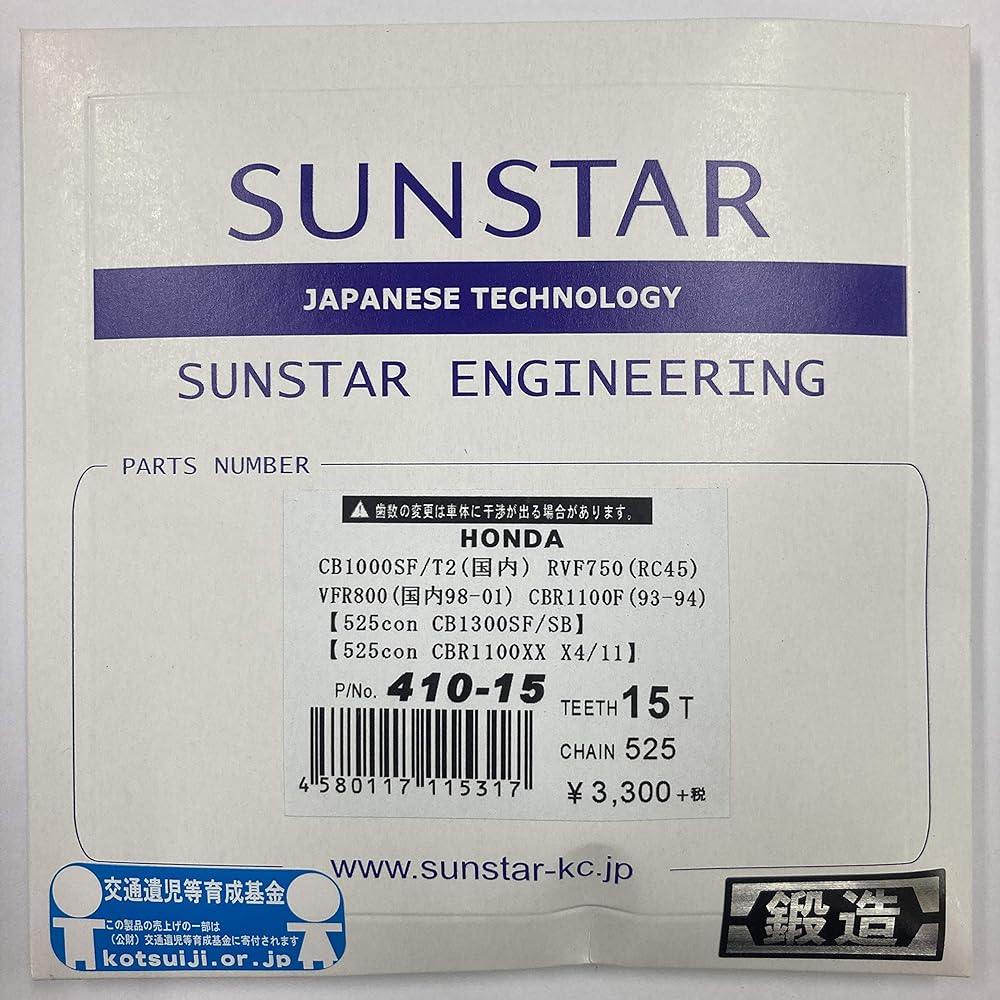 SUNSTAR
JAPANESE TECHNOLOGY
SUNSTAR ENGINEERING
PARTS NUMBER
歯数の変更は車体に干渉が出る場合があります。
HONDA
CB1000SF/T2(国内) RVF750(RC45)
VFR800(国内98-01) CBR1100F(93-94)
【525con CB1300SF/SB】
【525con CBR1100XX X4/11】
P/No. 410-15
TEETH 15 T
CHAIN 525
4580117115317
¥ 3,300 +税
www.sunstar-kc.jp
交通遺児等育成基金
この製品の売上げの一部は
(公財)交通遺児等育成基金に寄付されます
kotsuiji.or.jp
鍛造